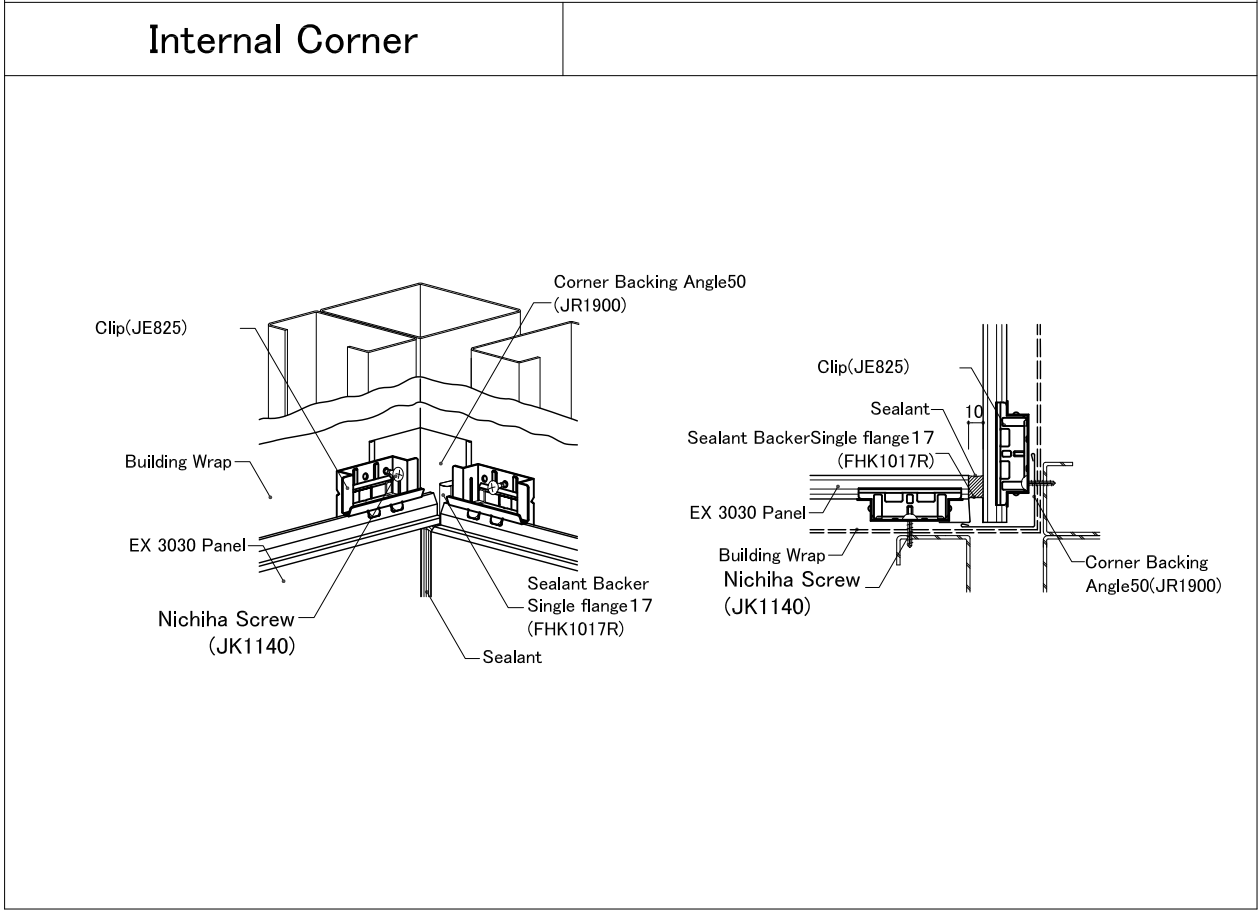 Internal Corner
Corner Backing Angle50
(JR1900)
Clip(JE825)
Building Wrap
EX 3030 Panel
Nichiha Screw
(JK1140)
Sealant Backer
Single flange17
(FHK1017R)
Sealant
Clip(JE825)
Sealant
10
Sealant BackerSingle flange17
(FHK1017R)
EX 3030 Panel
Building Wrap
Nichiha Screw
(JK1140)
Corner Backing
Angle50(JR1900)